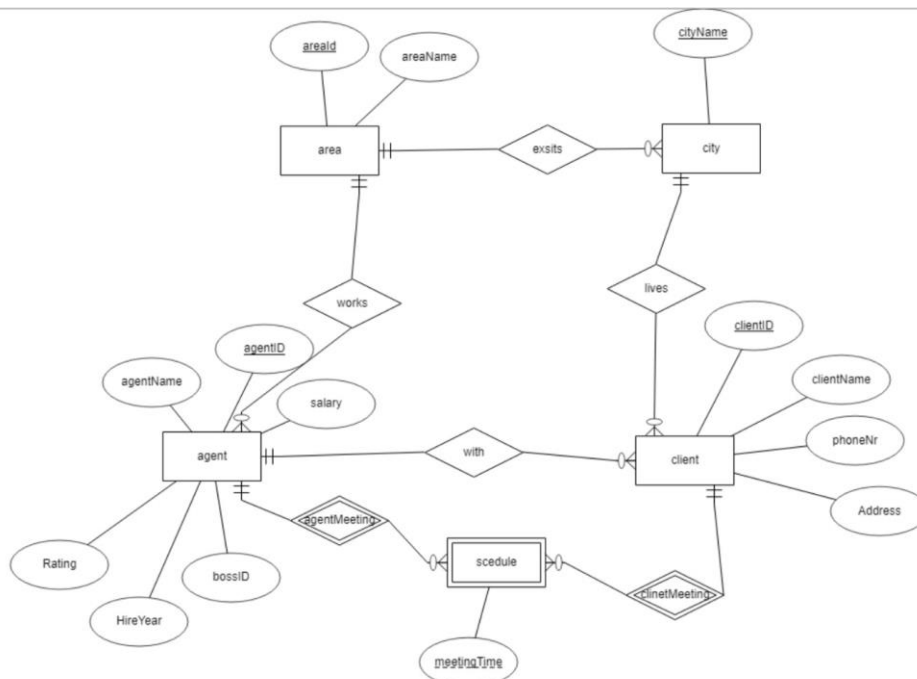 cityName
areaId
areaName
area
exsits
city
works
lives
clientID
agentID
agentName
clientName
salary
phoneNr
agent
with
client
Address
agentMeeting
Rating
scedule
bossID
clinetMeeting
HireYear
meetingTime